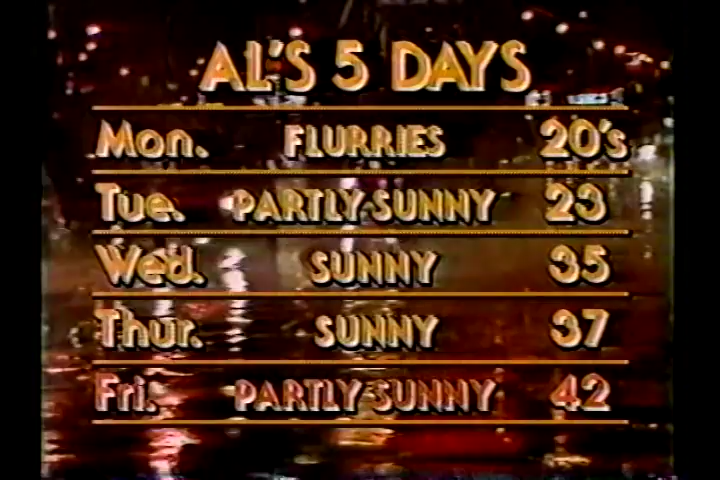 AL'S 5 DAYS
Mon. FLURRIES 20's
Tue. PARTLY-SUNNY 23
Wed. SUNNY 35
Thur. SUNNY 37
Fri. PARTLY-SUNNY 42